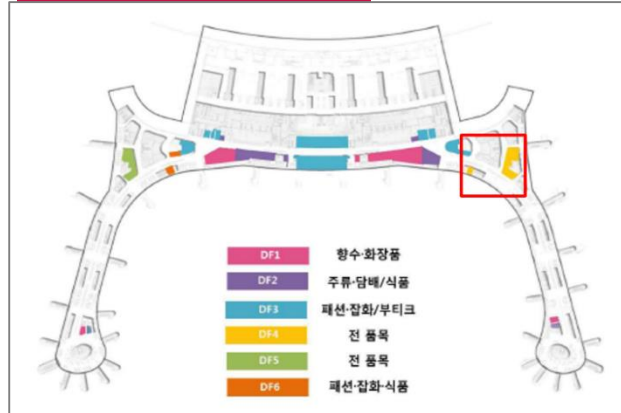 DF1 향수·화장품
DF2 주류·담배/식품
DF3 패션·잡화/부티크
DF4 전 품목
DF5 전 품목
DF6 패션·잡화·식품